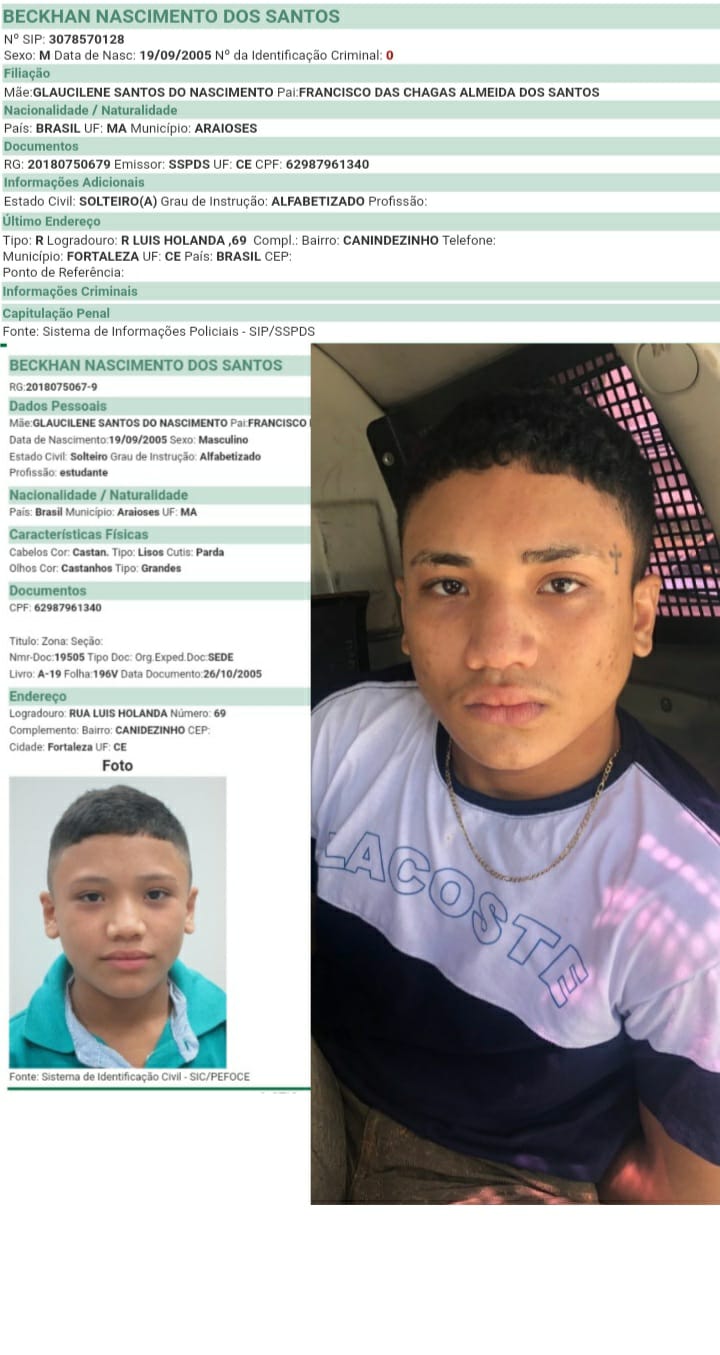 BECKHAN NASCIMENTO DOS SANTOS
Nº SIP: 3078570128
Sexo: M Data de Nasc: 19/09/2005 Nº da Identificação Criminal: 0
Filiação
Mãe:GLAUCILENE SANTOS DO NASCIMENTO Pai:FRANCISCO DAS CHAGAS ALMEIDA DOS SANTOS
Nacionalidade / Naturalidade
País: BRASIL UF: MA Município: ARAIOSES
Documentos
RG: 20180750679 Emissor: SSPDS UF: CE CPF: 62987961340
Informações Adicionais
Estado Civil: SOLTEIRO(A) Grau de Instrução: ALFABETIZADO Profissão:
Último Endereço
Tipo: R Logradouro: R LUIS HOLANDA ,69 Compl.: Bairro: CANINDEZINHO Telefone:
Município: FORTALEZA UF: CE País: BRASIL CEP:
Ponto de Referência:
Informações Criminais
Capitulação Penal
Fonte: Sistema de Informações Policiais - SIP/SSPDS
BECKHAN NASCIMENTO DOS SANTOS
RG:2018075067-9
Dados Pessoais
Mãe:GLAUCILENE SANTOS DO NASCIMENTO Pai:FRANCISCO
Data de Nascimento:19/09/2005 Sexo: Masculino
Estado Civil: Solteiro Grau de Instrução: Alfabetizado
Profissão: estudante
Nacionalidade / Naturalidade
País: Brasil Município: Araioses UF: MA
Características Físicas
Cabelos Cor: Castan. Tipo: Lisos Cutis: Parda
Olhos Cor: Castanhos Tipo: Grandes
Documentos
CPF: 62987961340
Titulo: Zona: Seção:
Nmr-Doc:19505 Tipo Doc: Org.Exped.Doc:SEDE
Livro: A-19 Folha:196V Data Documento:26/10/2005
Endereço
Logradouro: RUA LUIS HOLANDA Número: 69
Complemento: Bairro: CANIDEZINHO CEP:
Cidade: Fortaleza UF: CE
Foto
Fonte: Sistema de Identificação Civil - SIC/PEFOCE
LACOSTE